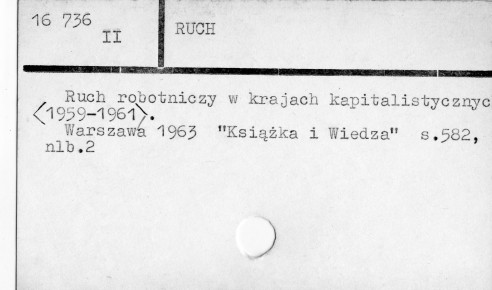 16 736
II
RUCH
Ruch robotniczy w krajach kapitalistycznyc
<1959-1961>.
Warszawa 1963 "Książka i Wiedza" s.582,
nlb.2